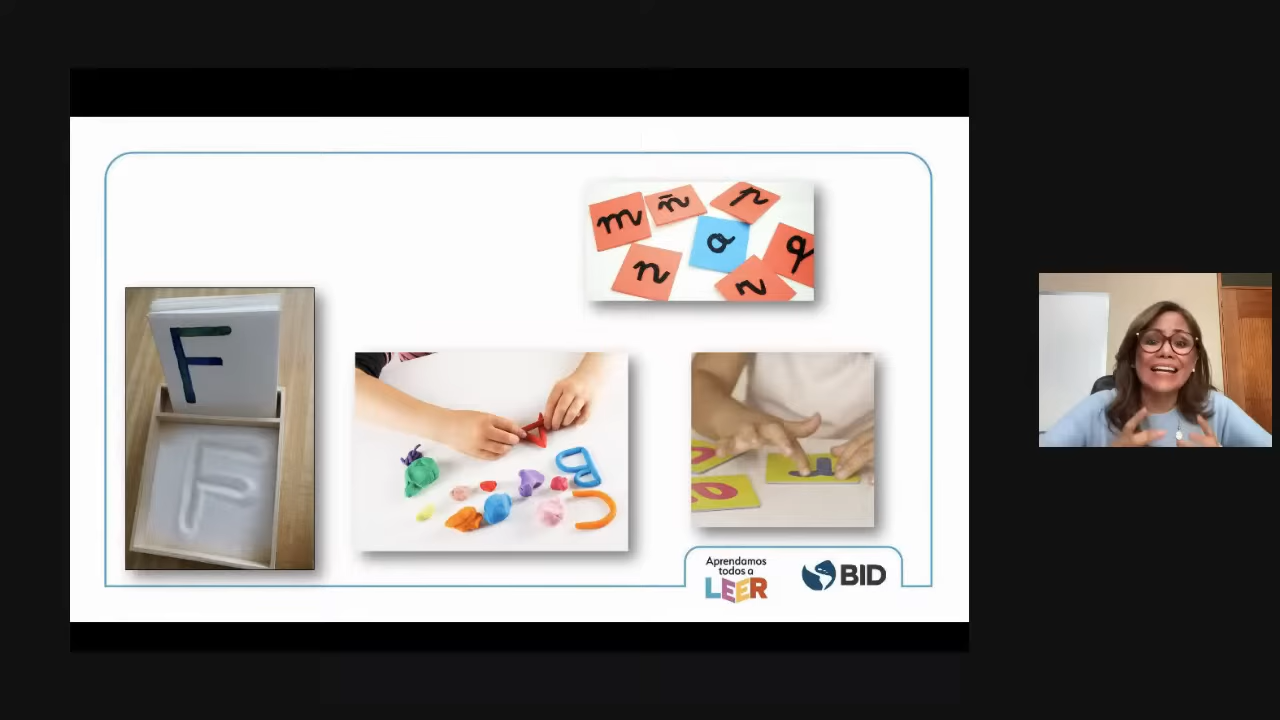 m ñ p
a q
n r
F
F
A B
C
r
e
Aprendamos
todos a
LEER
BID